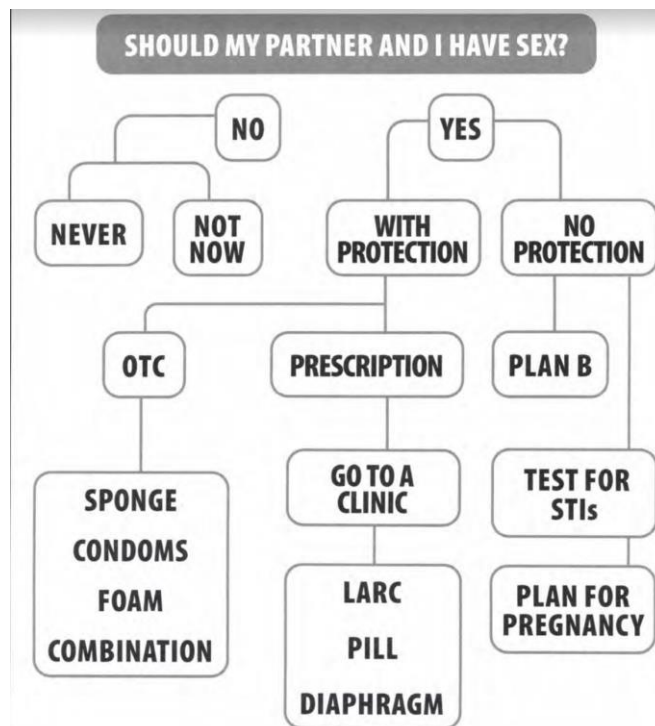 SHOULD MY PARTNER AND I HAVE SEX?
NO
YES
NEVER
NOT
NOW
WITH
PROTECTION
NO
PROTECTION
OTC
PRESCRIPTION
PLAN B
SPONGE
CONDOMS
FOAM
COMBINATION
GO TO A
CLINIC
TEST FOR
STIs
LARC
PILL
DIAPHRAGM
PLAN FOR
PREGNANCY